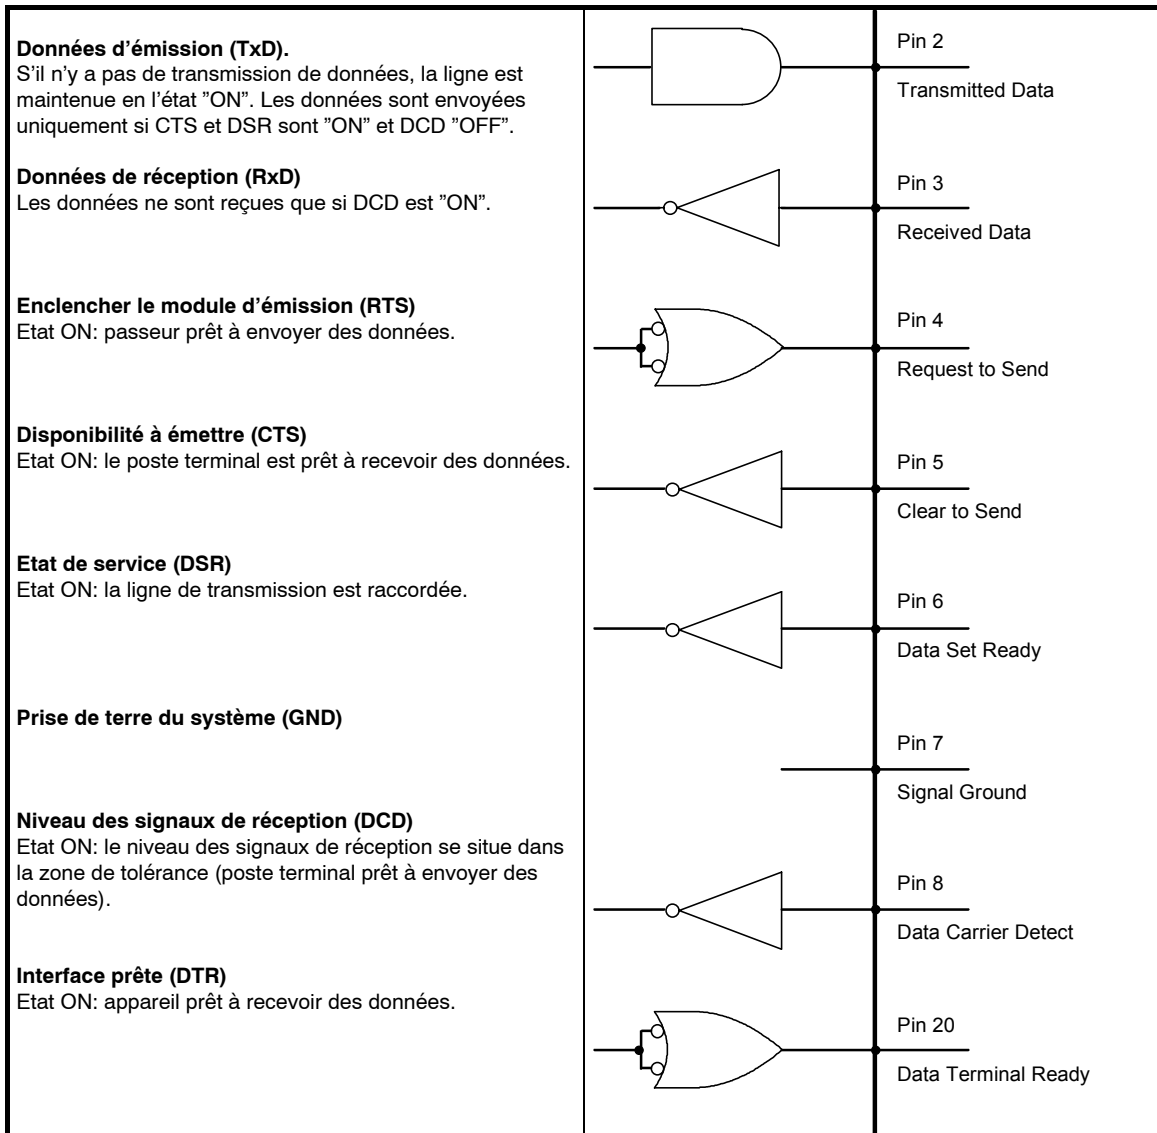 Données d’émission (TxD).
S’il n’y a pas de transmission de données, la ligne est
maintenue en l’état ”ON”. Les données sont envoyées
uniquement si CTS et DSR sont ”ON” et DCD ”OFF”.
Pin 2
Transmitted Data
Données de réception (RxD)
Les données ne sont reçues que si DCD est ”ON”.
Pin 3
Received Data
Enclencher le module d’émission (RTS)
Etat ON: passeur prêt à envoyer des données.
Pin 4
Request to Send
Disponibilité à émettre (CTS)
Etat ON: le poste terminal est prêt à recevoir des données.
Pin 5
Clear to Send
Etat de service (DSR)
Etat ON: la ligne de transmission est raccordée.
Pin 6
Data Set Ready
Prise de terre du système (GND)
Pin 7
Signal Ground
Niveau des signaux de réception (DCD)
Etat ON: le niveau des signaux de réception se situe dans
la zone de tolérance (poste terminal prêt à envoyer des
données).
Pin 8
Data Carrier Detect
Interface prête (DTR)
Etat ON: appareil prêt à recevoir des données.
Pin 20
Data Terminal Ready